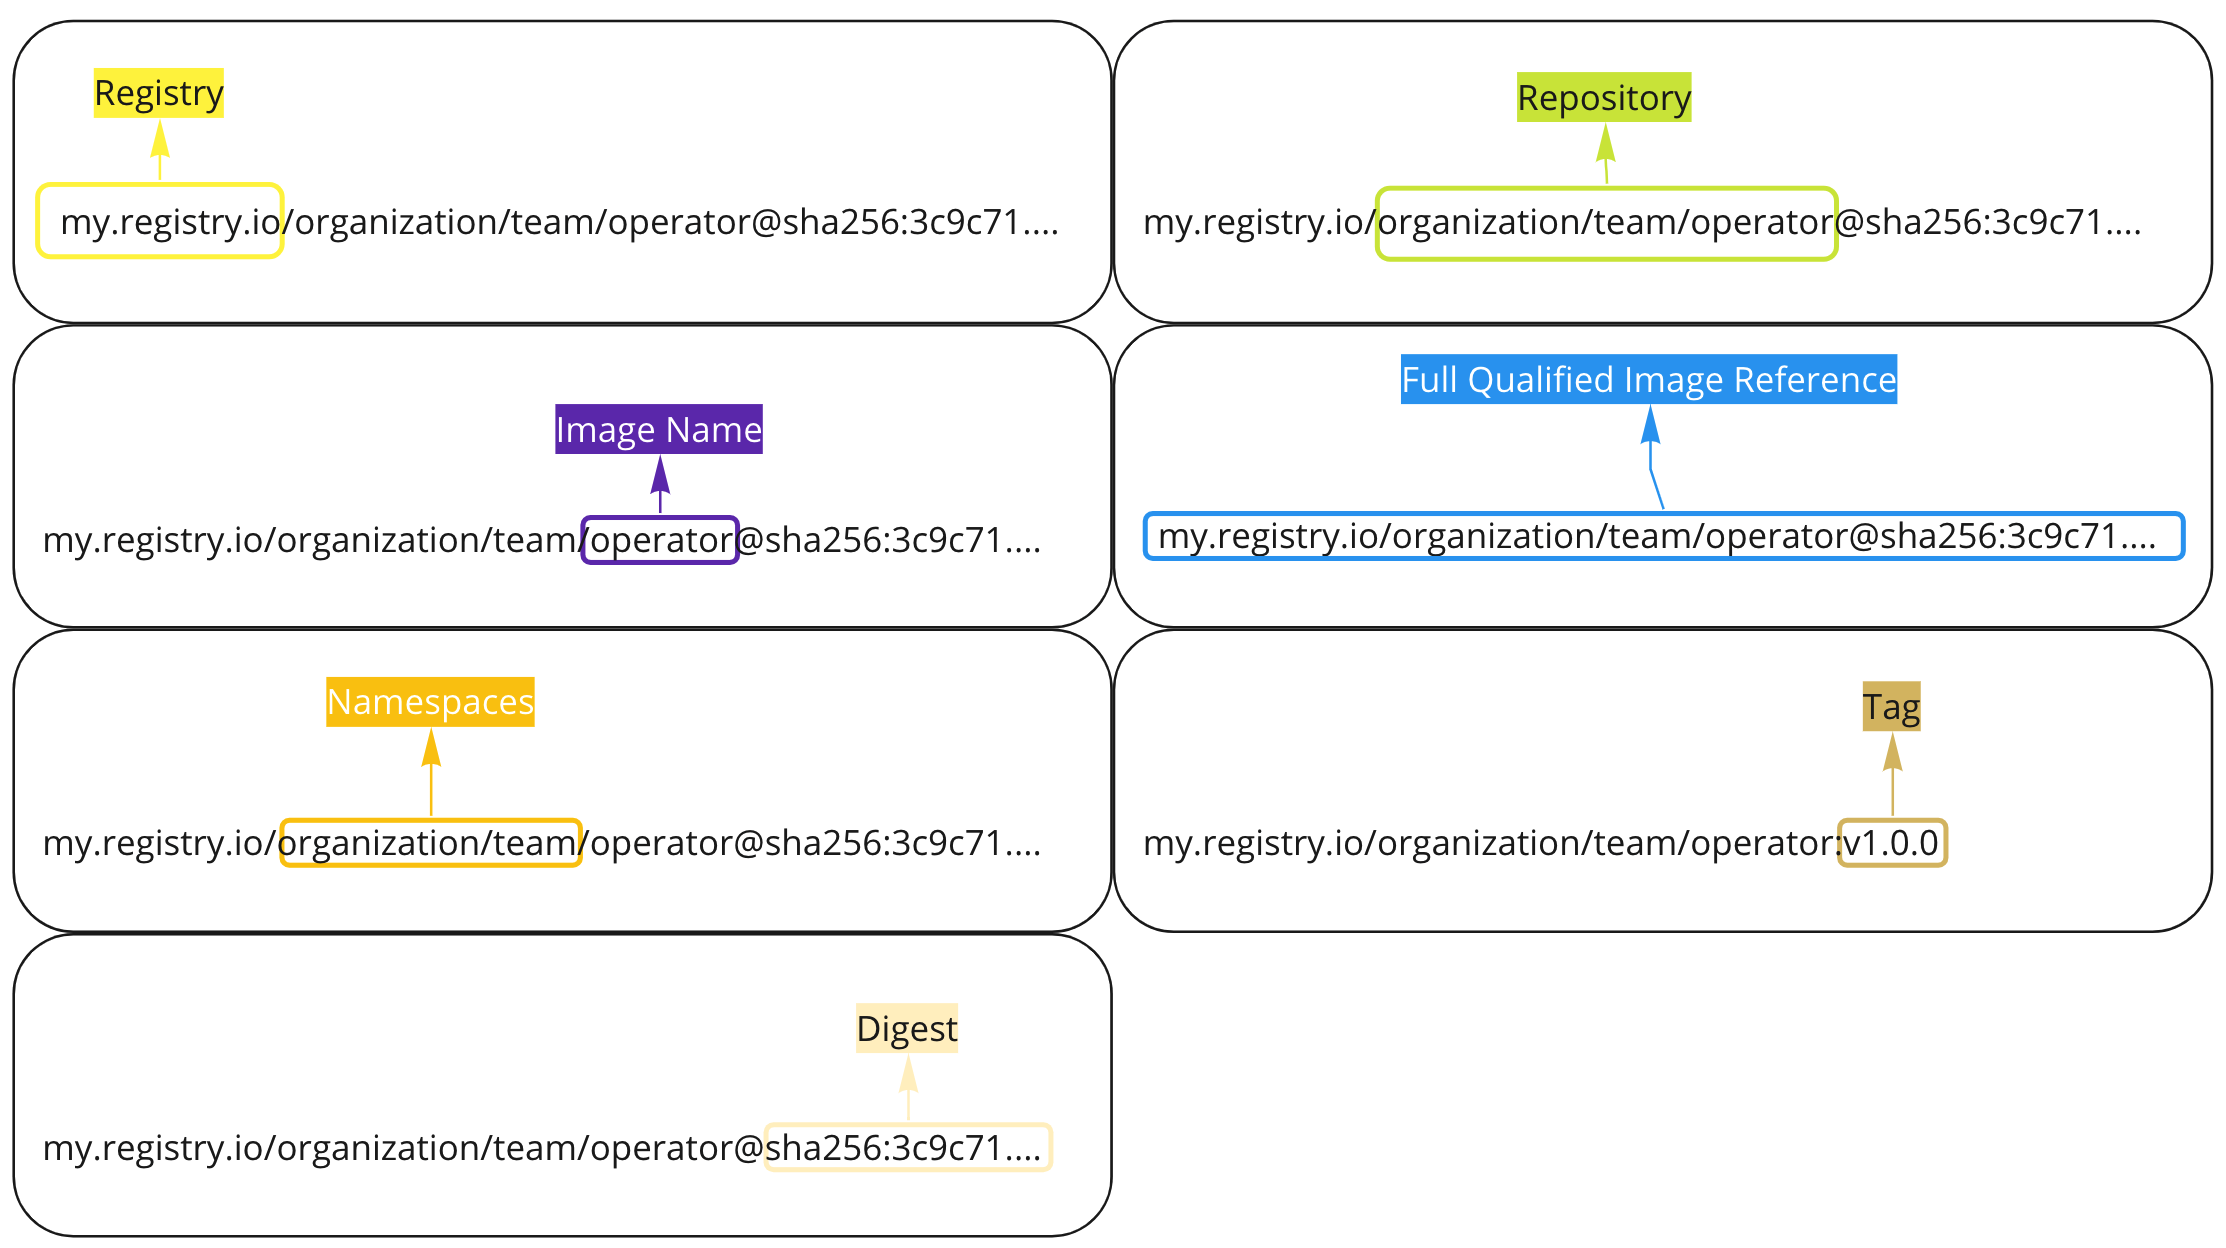 Registry
my.registry.io/organization/team/operator@sha256:3c9c71....
Repository
my.registry.io/organization/team/operator@sha256:3c9c71....
Image Name
my.registry.io/organization/team/operator@sha256:3c9c71....
Full Qualified Image Reference
my.registry.io/organization/team/operator@sha256:3c9c71....
Namespaces
my.registry.io/organization/team/operator@sha256:3c9c71....
Tag
my.registry.io/organization/team/operator:v1.0.0
Digest
my.registry.io/organization/team/operator@sha256:3c9c71....